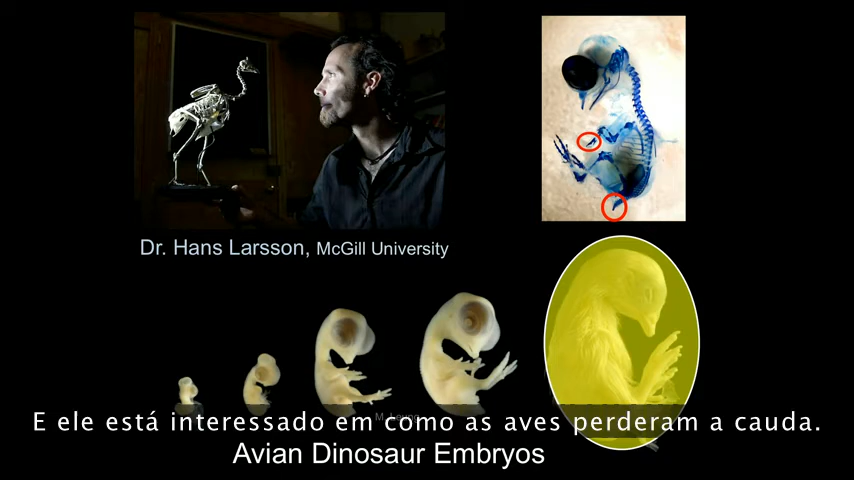 Dr. Hans Larsson, McGill University
E ele está interessado em como as aves perderam a cauda.
Avian Dinosaur Embryos